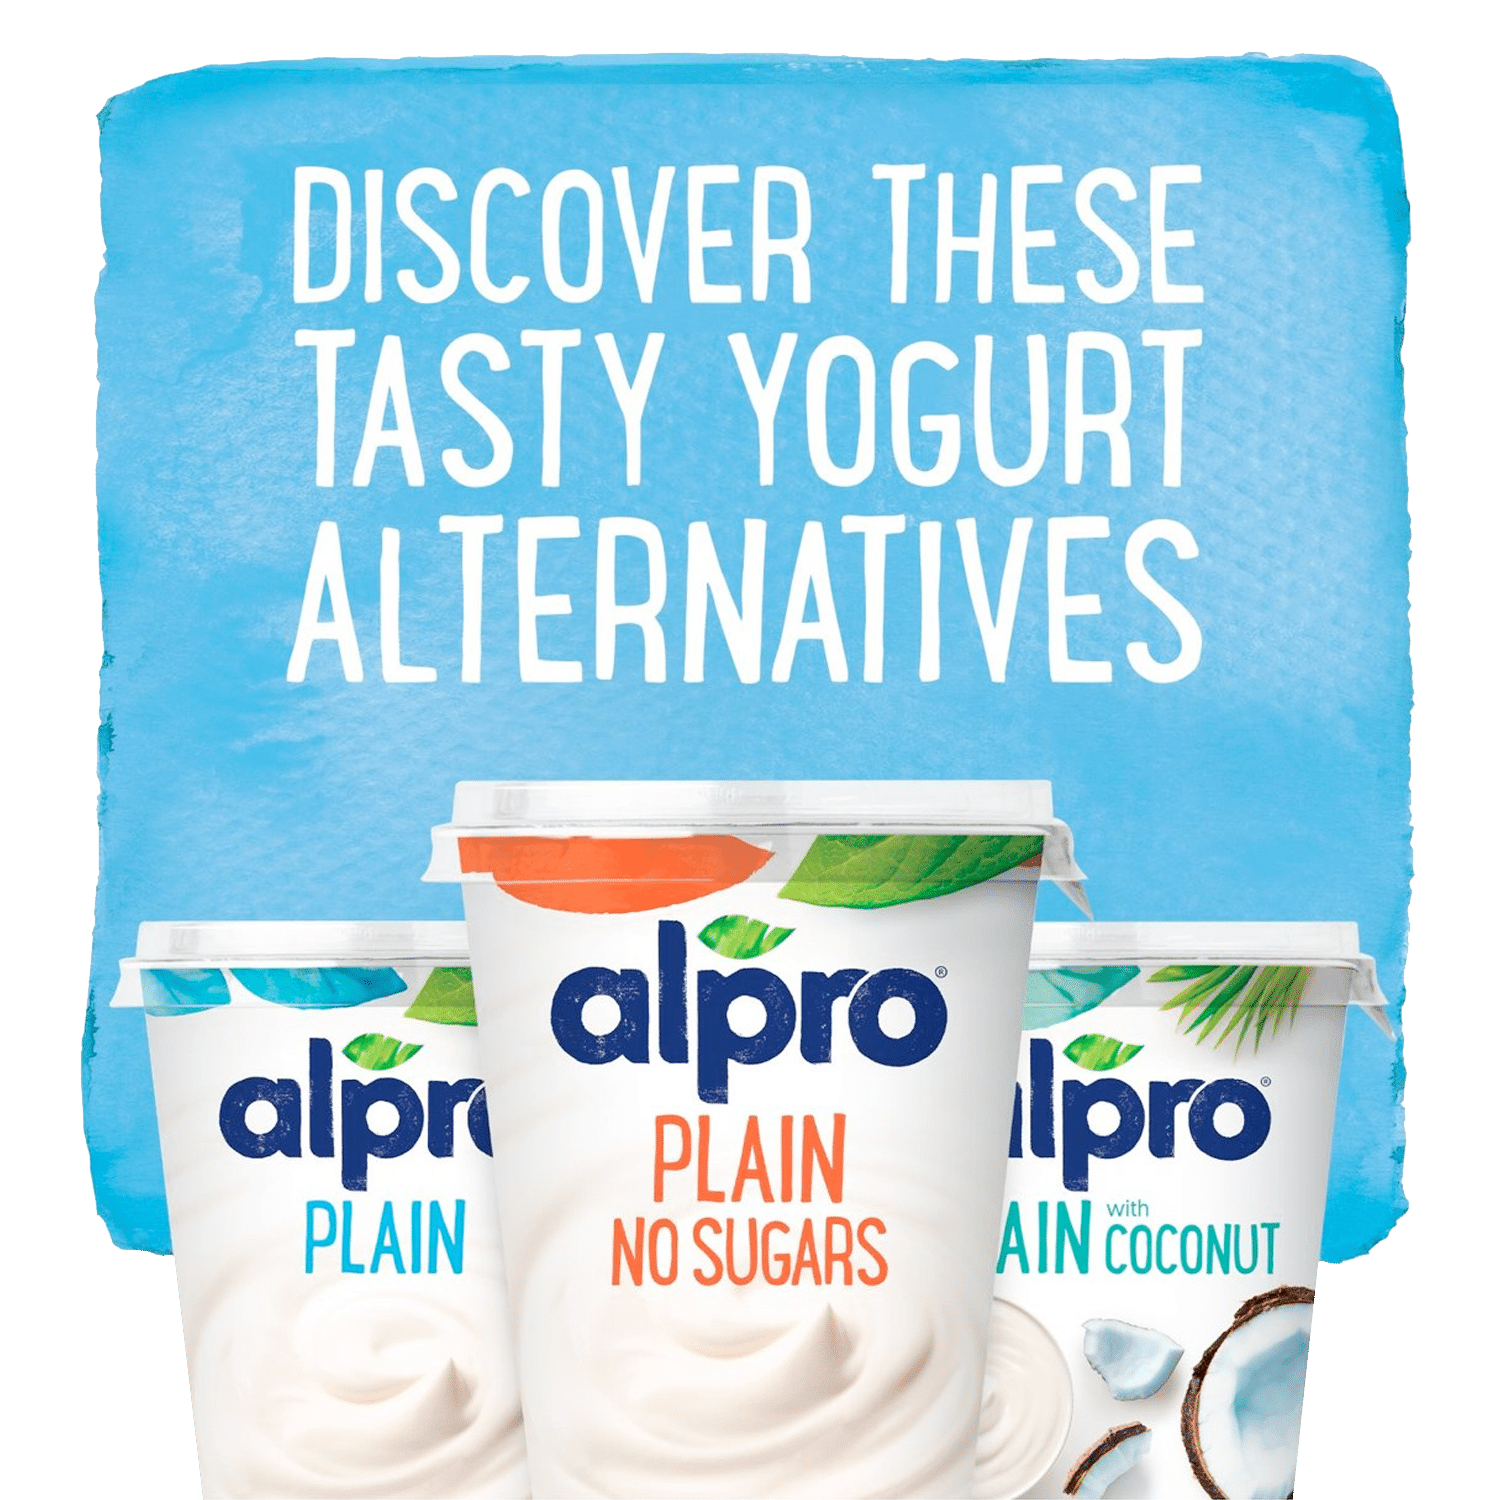 DISCOVER THESE
TASTY YOGURT
ALTERNATIVES
alpro
PLAIN
alpro®
PLAIN
NO SUGARS
lpro®
AIN with COCONUT